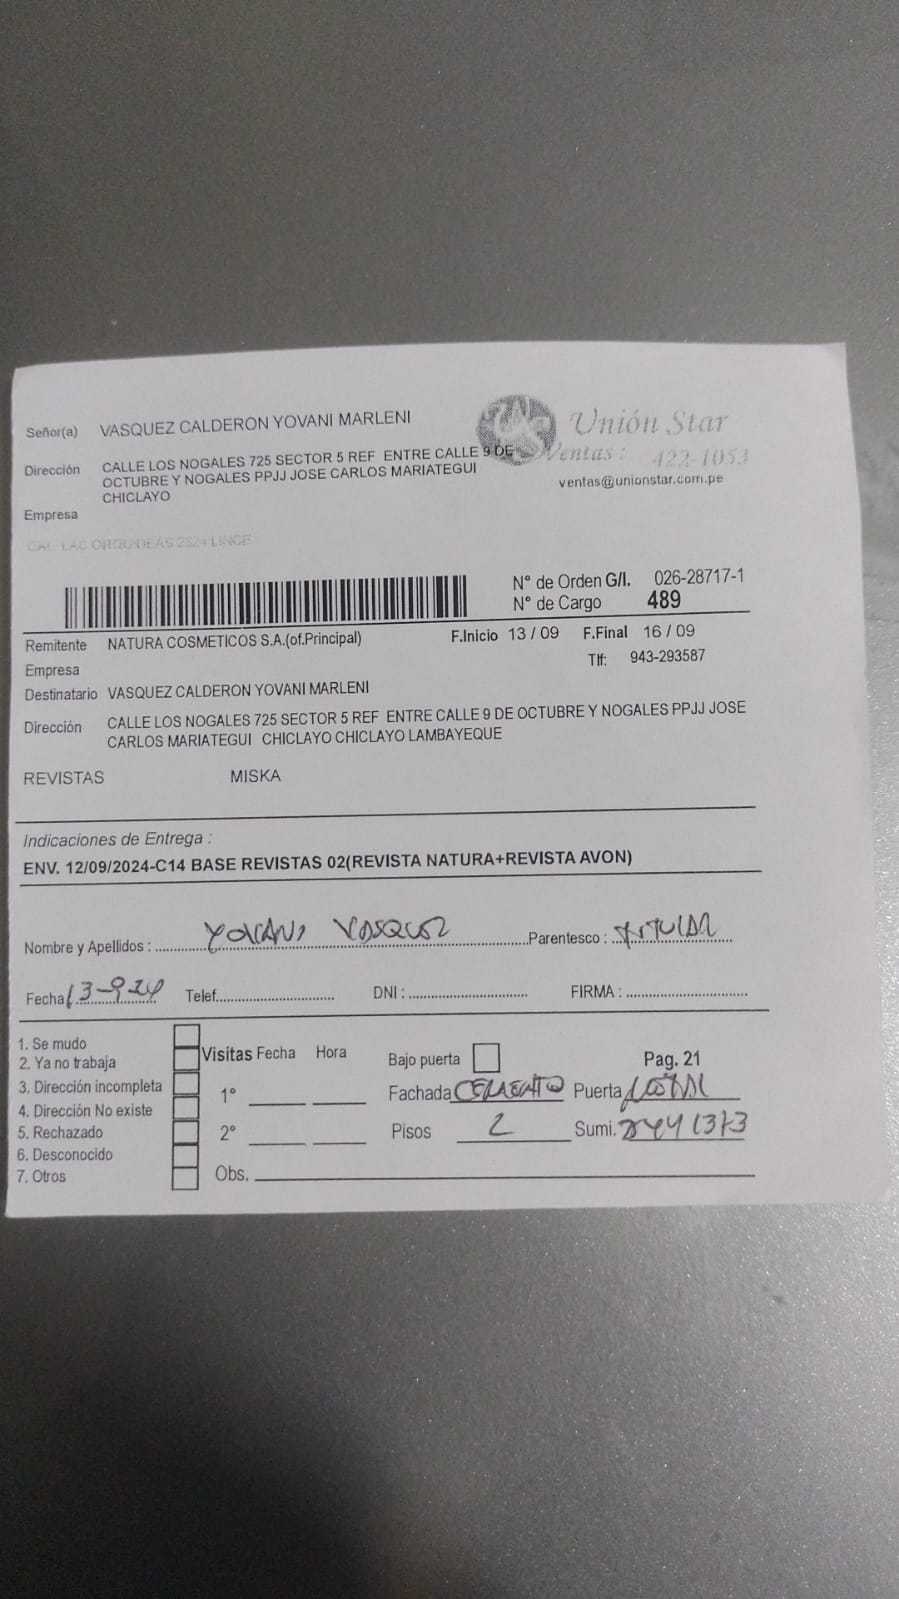 Señor(a) VASQUEZ CALDERON YOVANI MARLENI
Unión Star
Dirección CALLE LOS NOGALES 725 SECTOR 5 REF ENTRE CALLE 9 DE
OCTUBRE Y NOGALES PPJJ JOSE CARLOS MARIATEGUI
CHICLAYO
Ventas : 422-1053
ventas@unionstar.com.pe
Empresa
ORQUIDEAS 2824 LINCE
N° de Orden G/I. 026-28717-1
N° de Cargo 489
Remitente NATURA COSMETICOS S.A.(of.Principal) F.Inicio 13 / 09 F.Final 16 / 09
Empresa Tlf: 943-293587
Destinatario VASQUEZ CALDERON YOVANI MARLENI
Dirección CALLE LOS NOGALES 725 SECTOR 5 REF ENTRE CALLE 9 DE OCTUBRE Y NOGALES PPJJ JOSE
CARLOS MARIATEGUI CHICLAYO CHICLAYO LAMBAYEQUE
REVISTAS MISKA
Indicaciones de Entrega :
ENV. 12/09/2024-C14 BASE REVISTAS 02(REVISTA NATURA+REVISTA AVON)
Nombre y Apellidos : YOVANI VASQUEZ Parentesco : TITULAR
Fecha 13-9-24 Telef. DNI : FIRMA :
1. Se mudo
2. Ya no trabaja
3. Dirección incompleta
4. Dirección No existe
5. Rechazado
6. Desconocido
7. Otros
Visitas Fecha Hora
1°
2°
Bajo puerta Pag. 21
Fachada CEMENTO Puerta
Pisos 2 Sumi.
Obs.